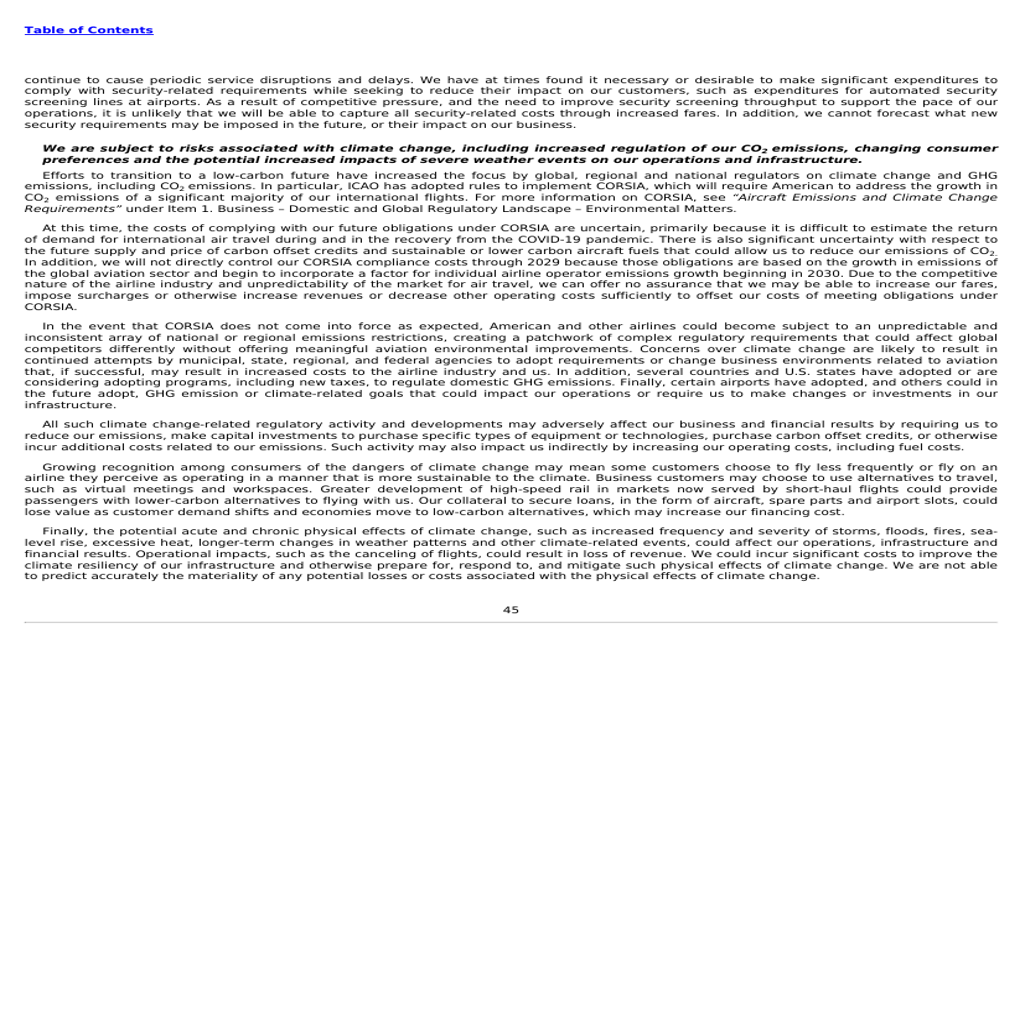 Table of Contents
continue to cause periodic service disruptions and delays. We have at times found it necessary or desirable to make significant expenditures to
comply with security-related requirements while seeking to reduce their impact on our customers, such as expenditures for automated security
screening lines at airports. As a result of competitive pressure, and the need to improve security screening throughput to support the pace of our
operations, it is unlikely that we will be able to capture all security-related costs through increased fares. In addition, we cannot forecast what new
security requirements may be imposed in the future, or their impact on our business.
We are subject to risks associated with climate change, including increased regulation of our CO₂ emissions, changing consumer
preferences and the potential increased impacts of severe weather events on our operations and infrastructure.
Efforts to transition to a low-carbon future have increased the focus by global, regional and national regulators on climate change and GHG
emissions, including CO₂ emissions. In particular, ICAO has adopted rules to implement CORSIA, which will require American to address the growth in
CO₂ emissions of a significant majority of our international flights. For more information on CORSIA, see “Aircraft Emissions and Climate Change
Requirements” under Item 1. Business – Domestic and Global Regulatory Landscape – Environmental Matters.
At this time, the costs of complying with our future obligations under CORSIA are uncertain, primarily because it is difficult to estimate the return
of demand for international air travel during and in the recovery from the COVID-19 pandemic. There is also significant uncertainty with respect to
the future supply and price of carbon offset credits and sustainable or lower carbon aircraft fuels that could allow us to reduce our emissions of CO₂.
In addition, we will not directly control our CORSIA compliance costs through 2029 because those obligations are based on the growth in emissions of
the global aviation sector and begin to incorporate a factor for individual airline operator emissions growth beginning in 2030. Due to the competitive
nature of the airline industry and unpredictability of the market for air travel, we can offer no assurance that we may be able to increase our fares,
impose surcharges or otherwise increase revenues or decrease other operating costs sufficiently to offset our costs of meeting obligations under
CORSIA.
In the event that CORSIA does not come into force as expected, American and other airlines could become subject to an unpredictable and
inconsistent array of national or regional emissions restrictions, creating a patchwork of complex regulatory requirements that could affect global
competitors differently without offering meaningful aviation environmental improvements. Concerns over climate change are likely to result in
continued attempts by municipal, state, regional, and federal agencies to adopt requirements or change business environments related to aviation
that, if successful, may result in increased costs to the airline industry and us. In addition, several countries and U.S. states have adopted or are
considering adopting programs, including new taxes, to regulate domestic GHG emissions. Finally, certain airports have adopted, and others could in
the future adopt, GHG emission or climate-related goals that could impact our operations or require us to make changes or investments in our
infrastructure.
All such climate change-related regulatory activity and developments may adversely affect our business and financial results by requiring us to
reduce our emissions, make capital investments to purchase specific types of equipment or technologies, purchase carbon offset credits, or otherwise
incur additional costs related to our emissions. Such activity may also impact us indirectly by increasing our operating costs, including fuel costs.
Growing recognition among consumers of the dangers of climate change may mean some customers choose to fly less frequently or fly on an
airline they perceive as operating in a manner that is more sustainable to the climate. Business customers may choose to use alternatives to travel,
such as virtual meetings and workspaces. Greater development of high-speed rail in markets now served by short-haul flights could provide
passengers with lower-carbon alternatives to flying with us. Our collateral to secure loans, in the form of aircraft, spare parts and airport slots, could
lose value as customer demand shifts and economies move to low-carbon alternatives, which may increase our financing cost.
Finally, the potential acute and chronic physical effects of climate change, such as increased frequency and severity of storms, floods, fires, sea-
level rise, excessive heat, longer-term changes in weather patterns and other climate-related events, could affect our operations, infrastructure and
financial results. Operational impacts, such as the canceling of flights, could result in loss of revenue. We could incur significant costs to improve the
climate resiliency of our infrastructure and otherwise prepare for, respond to, and mitigate such physical effects of climate change. We are not able
to predict accurately the materiality of any potential losses or costs associated with the physical effects of climate change.
45